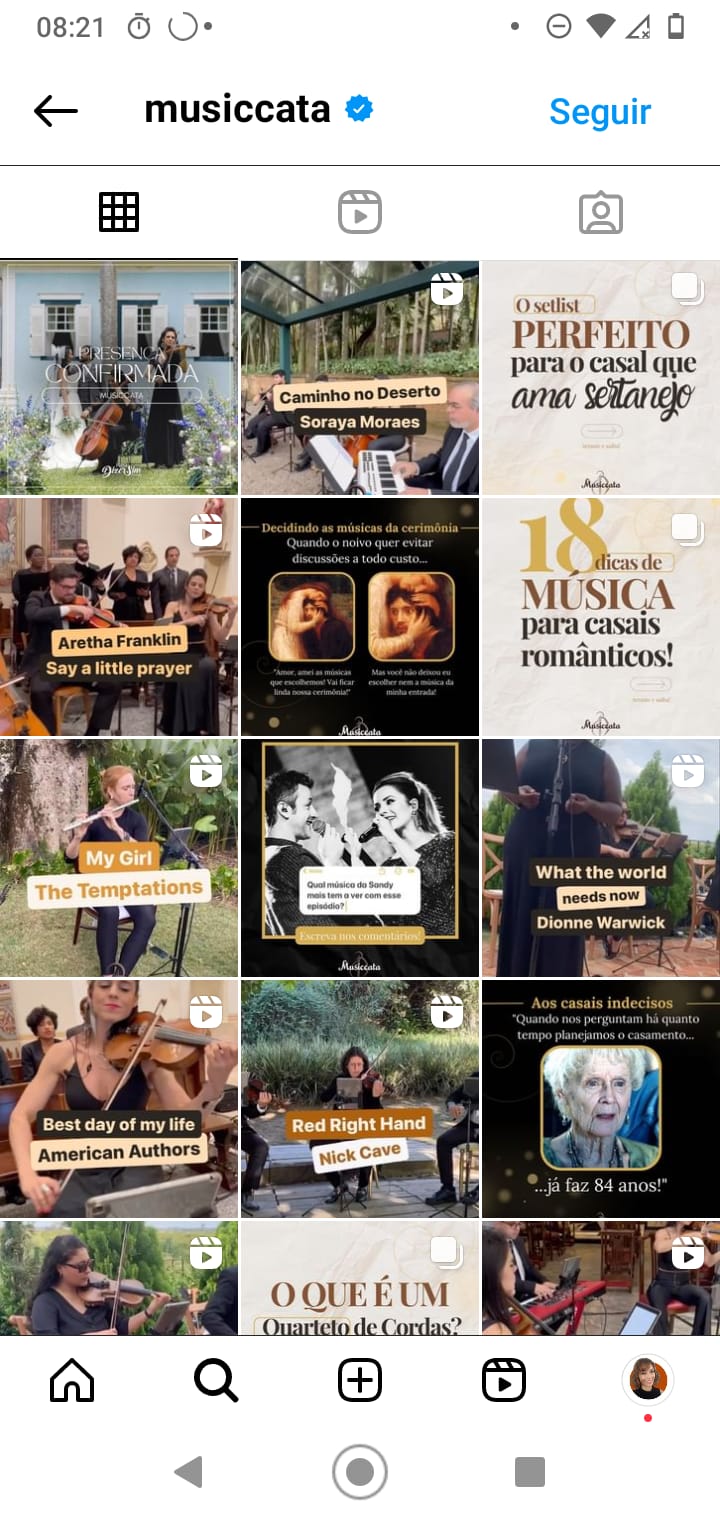 08:21
musiccata
Seguir
PRESENÇA
CONFIRMADA
MUSICCATA
DizerSim
Caminho no Deserto
Soraya Moraes
O setlist
PERFEITO
para o casal que
ama sertanejo
arraste e saiba!
Musiccata
Aretha Franklin
Say a little prayer
Decidindo as músicas da cerimônia
Quando o noivo quer evitar
discussões a todo custo...
"Amor, amei as músicas
que escolhemos! Vai ficar
linda nossa cerimônia!"
Mas você não deixou eu
escolher nem a música da
minha entrada!
Musiccata
18
dicas de
MÚSICA
para casais
românticos!
arraste e saiba!
Musiccata
My Girl
The Temptations
Qual música da Sandy
mais tem a ver com esse
episódio?
Escreva nos comentários!
Musiccata
What the world
needs now
Dionne Warwick
Best day of my life
American Authors
Red Right Hand
Nick Cave
Aos casais indecisos
"Quando nos perguntam há quanto
tempo planejamos o casamento...
...já faz 84 anos!"
O QUE É UM
Quarteto de Cordas?